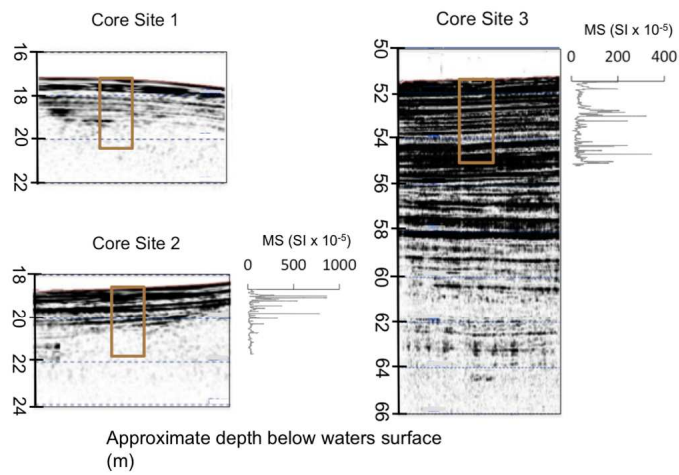 Core Site 1
16
18
20
22
Core Site 2
MS (SI x 10-5)
0 500 1000
18
20
22
24
Core Site 3
MS (SI x 10-5)
0 200 400
50
52
54
56
58
60
62
64
66
Approximate depth below waters surface
(m)